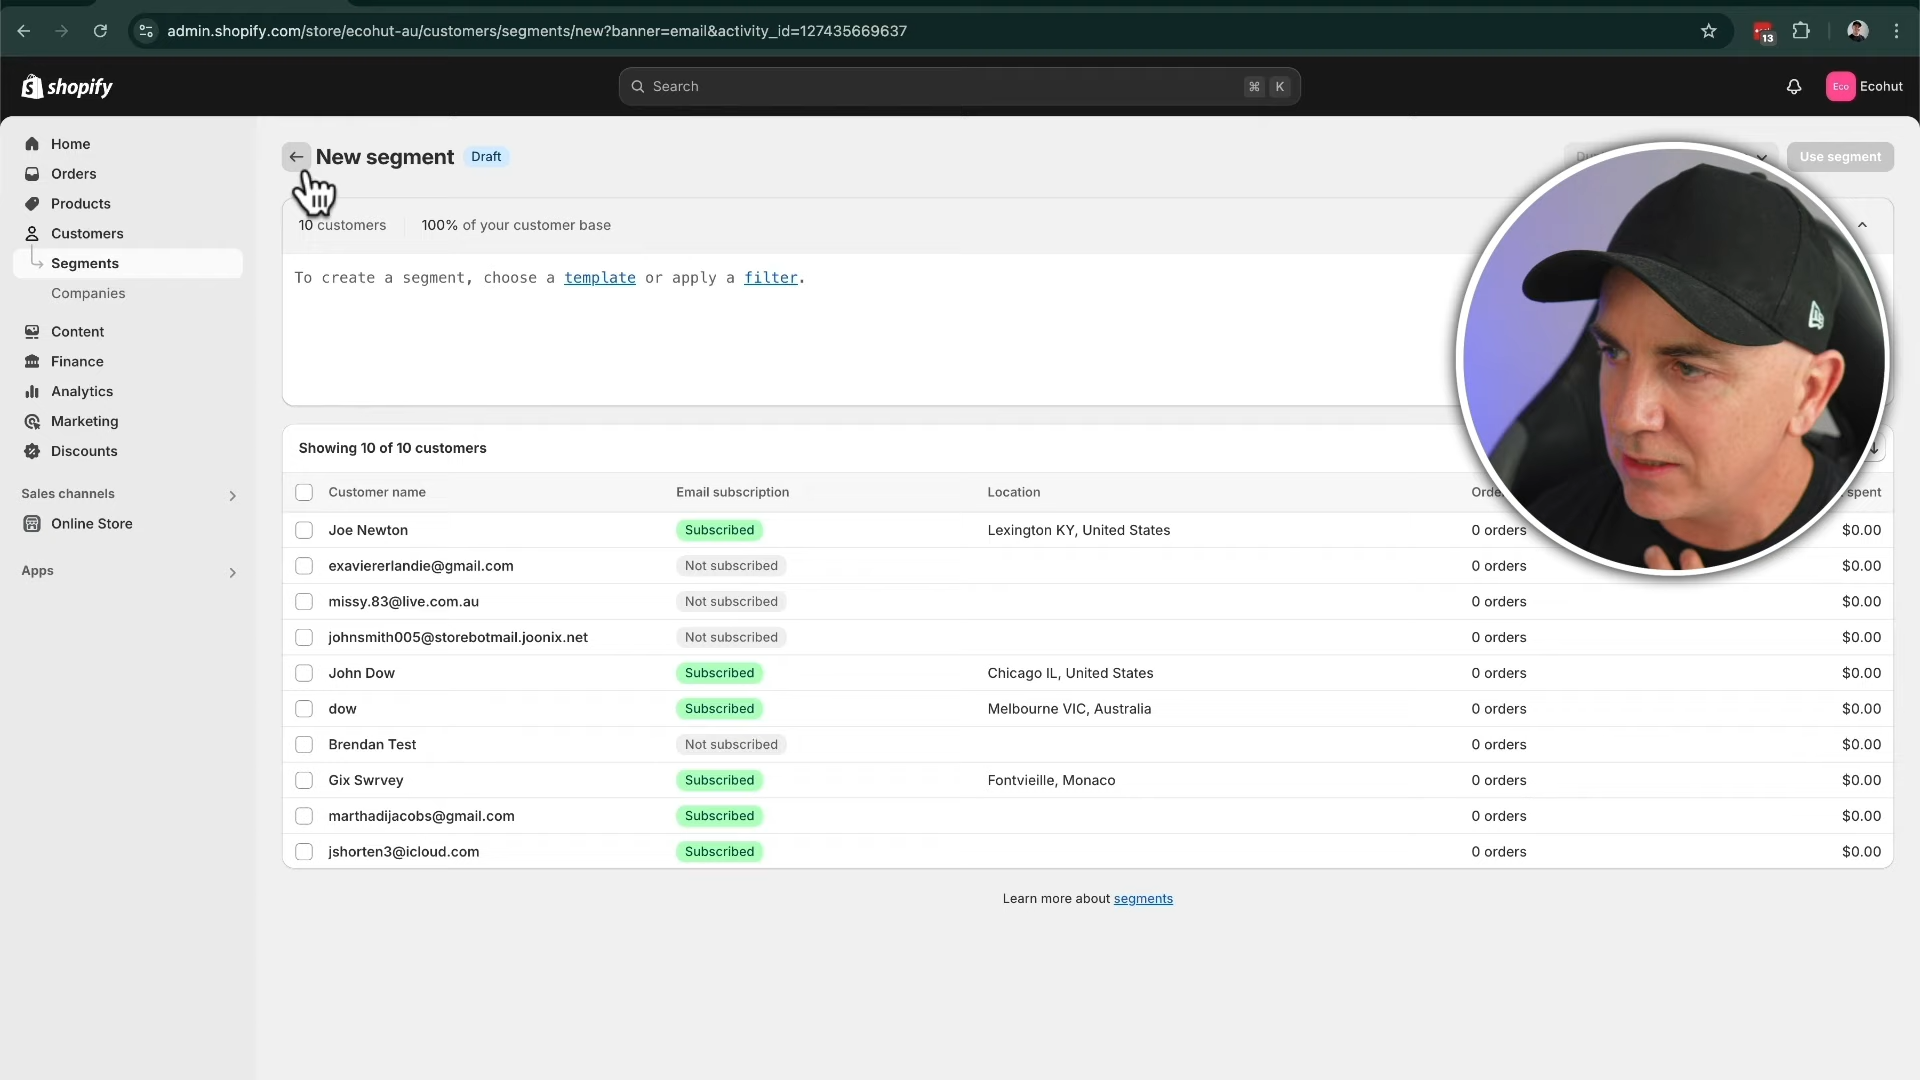 admin.shopify.com/store/ecohut-au/customers/segments/new?banner=email&activity_id=127435669637
13
shopify
Search
⌘ K
Eco
Ecohut
Home
Orders
Products
Customers
Segments
Companies
Content
Finance
Analytics
Marketing
Discounts
Sales channels
Online Store
Apps
New segment
Draft
Use segment
10 customers
100% of your customer base
To create a segment, choose a template or apply a filter.
Showing 10 of 10 customers
Customer name Email subscription Location spent
Joe Newton Subscribed Lexington KY, United States 0 orders $0.00
exaviererlandie@gmail.com Not subscribed 0 orders $0.00
missy.83@live.com.au Not subscribed 0 orders $0.00
johnsmith005@storebotmail.joonix.net Not subscribed 0 orders $0.00
John Dow Subscribed Chicago IL, United States 0 orders $0.00
dow Subscribed Melbourne VIC, Australia 0 orders $0.00
Brendan Test Not subscribed 0 orders $0.00
Gix Swrvey Subscribed Fontvieille, Monaco 0 orders $0.00
marthadijacobs@gmail.com Subscribed 0 orders $0.00
jshorten3@icloud.com Subscribed 0 orders $0.00
Learn more about segments